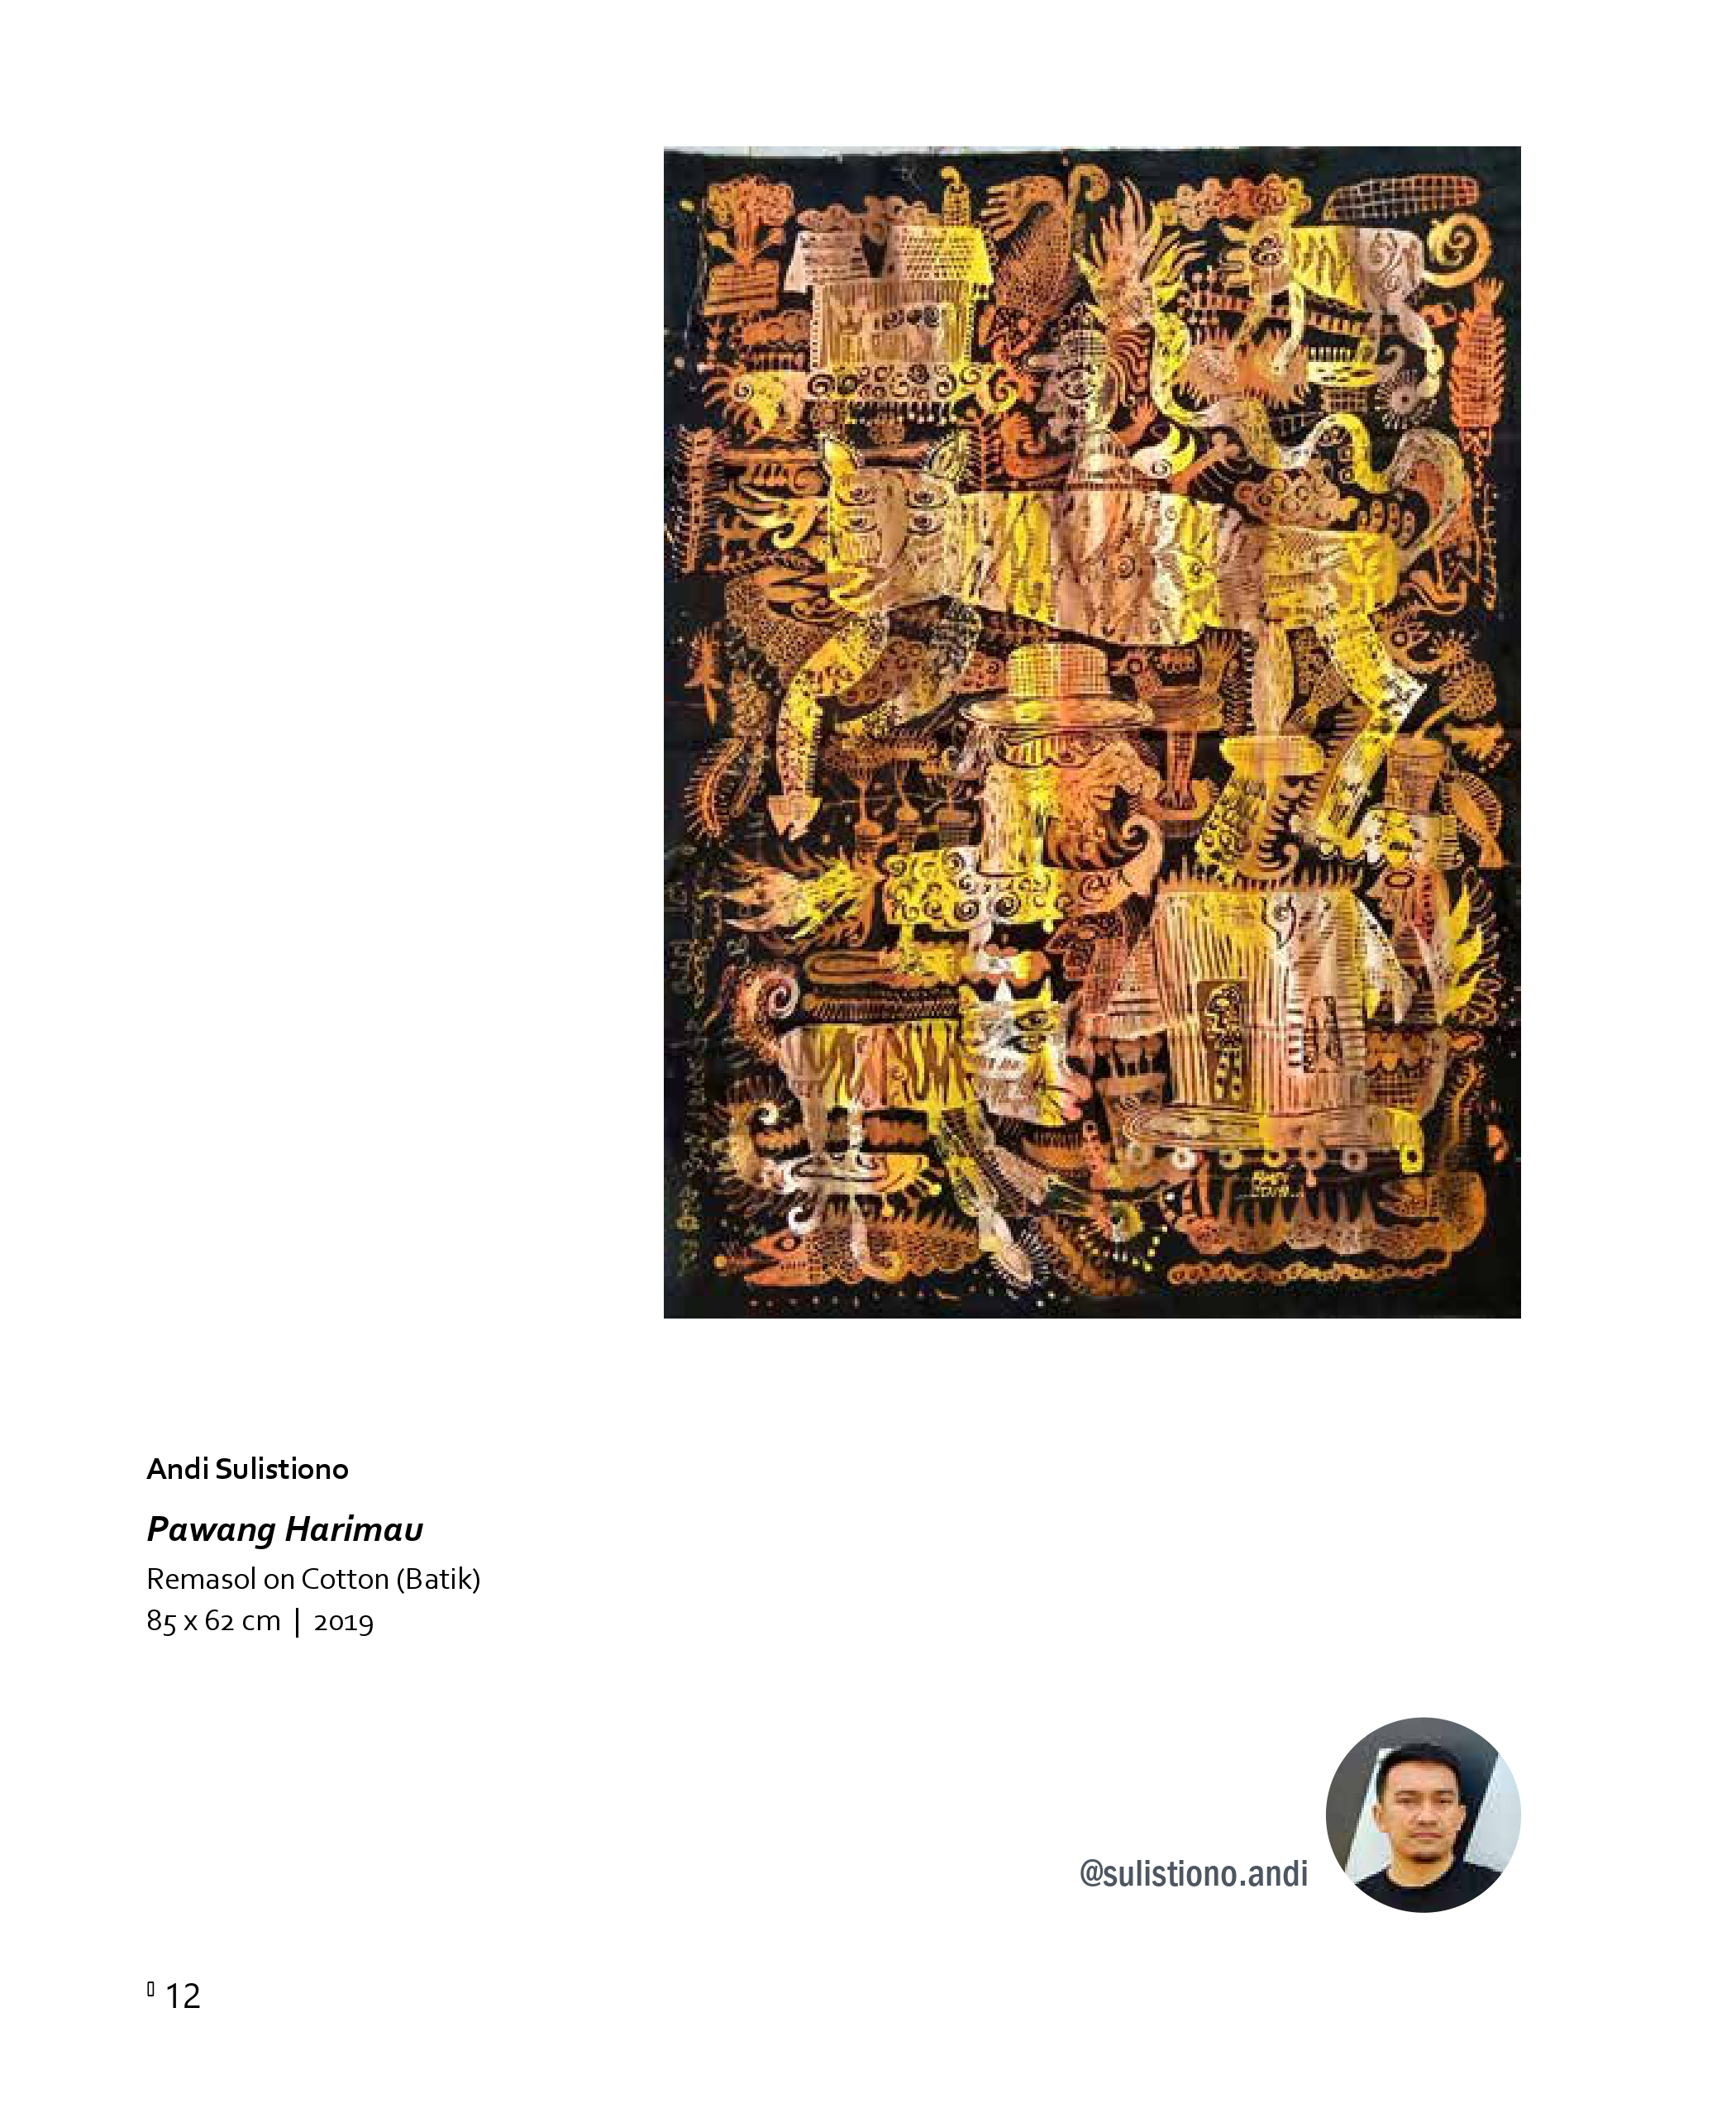 Andi Sulistiono
Pawang Harimau
Remasol on Cotton (Batik)
85 x 62 cm | 2019
@sulistiono.andi
12